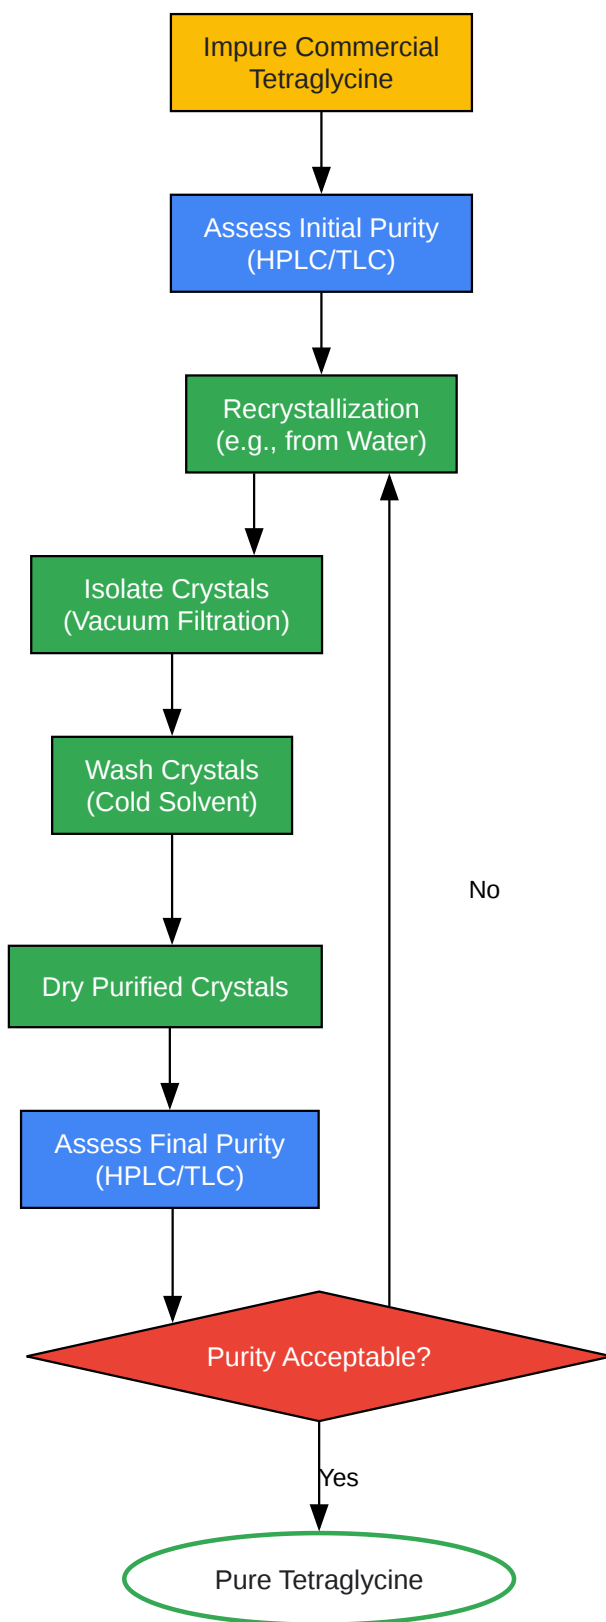 Impure Commercial
Tetraglycine
Assess Initial Purity
(HPLC/TLC)
Recrystallization
(e.g., from Water)
Isolate Crystals
(Vacuum Filtration)
Wash Crystals
(Cold Solvent)
No
Dry Purified Crystals
Assess Final Purity
(HPLC/TLC)
Purity Acceptable?
Yes
Pure Tetraglycine